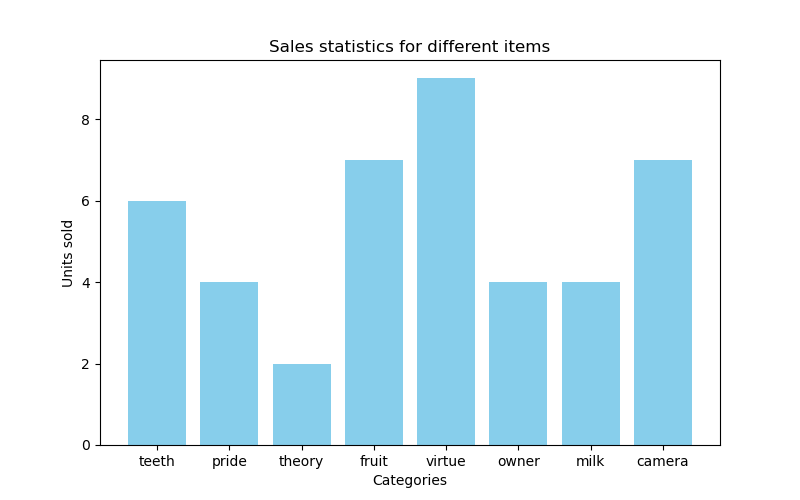 Sales statistics for different items
Units sold
8
6
4
2
0
teeth pride theory fruit virtue owner milk camera
Categories